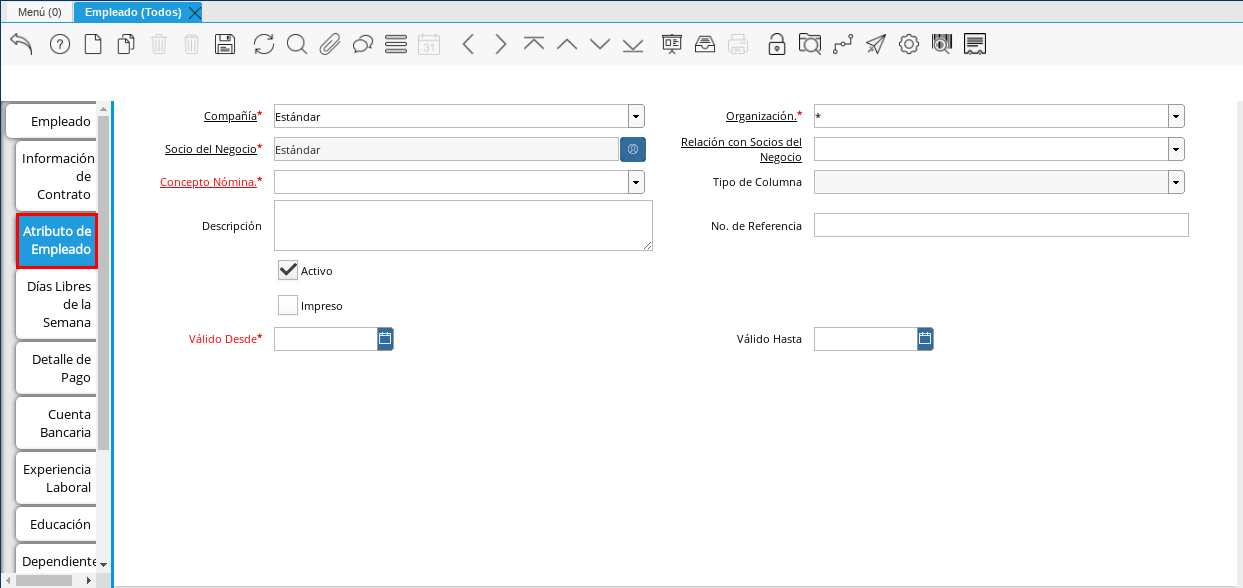 Menú (0)
Empleado (Todos)
31
Empleado
Información
de
Contrato
Atributo de
Empleado
Días Libres
de la
Semana
Detalle de
Pago
Cuenta
Bancaria
Experiencia
Laboral
Educación
Dependiente
Compañía*
Estándar
Organización.*
*
Socio del Negocio*
Estándar
Relación con Socios del
Negocio
Concepto Nómina.*
Tipo de Columna
Descripción
No. de Referencia
Activo
Impreso
Válido Desde*
Válido Hasta